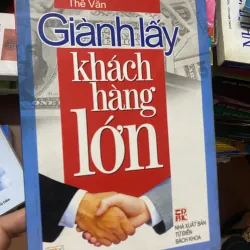 Thế Vân
Giành lấy
khách
hàng
lớn
NHÀ XUẤT BẢN
TỪ ĐIỂN
BÁCH KHOA